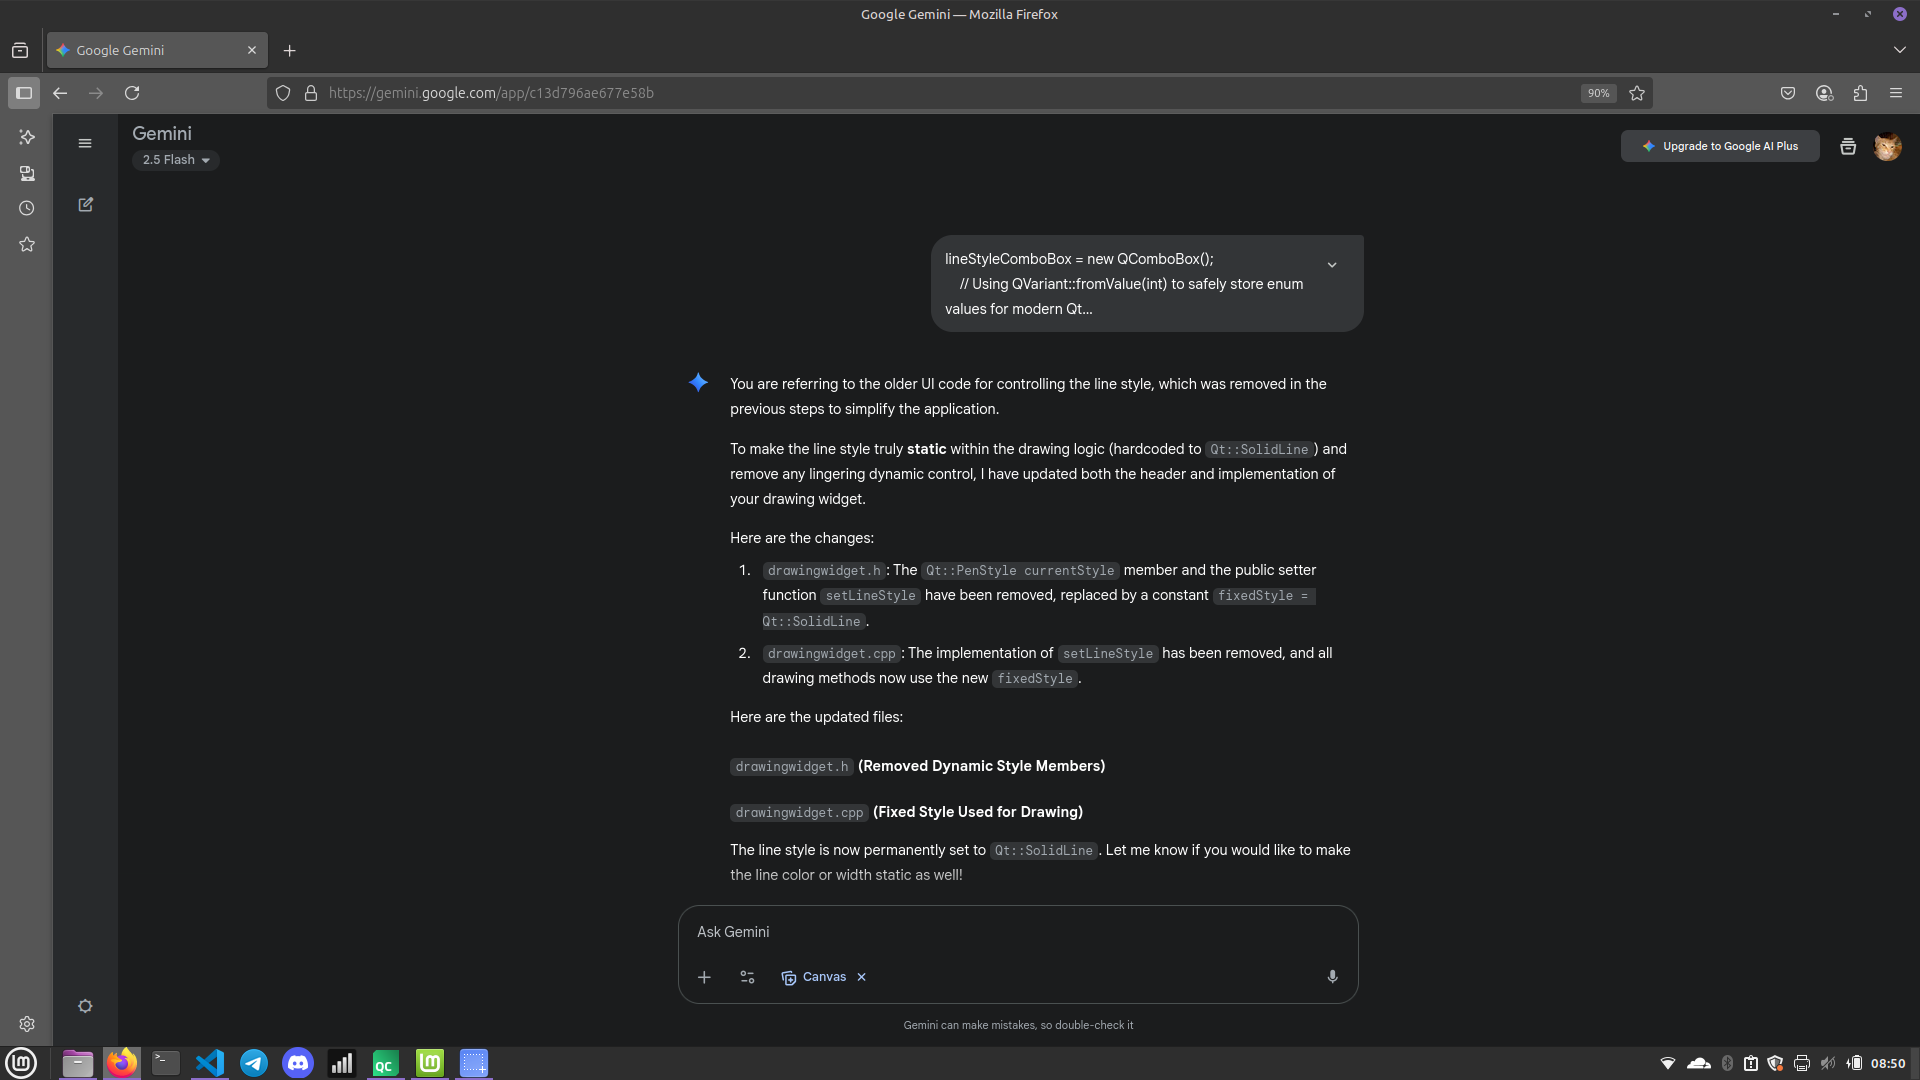 Google Gemini — Mozilla Firefox
Google Gemini
https://gemini.google.com/app/c13d796ae677e58b
90%
Gemini
2.5 Flash
Upgrade to Google AI Plus
lineStyleComboBox = new QComboBox();
// Using QVariant::fromValue(int) to safely store enum
values for modern Qt...
You are referring to the older UI code for controlling the line style, which was removed in the
previous steps to simplify the application.
To make the line style truly static within the drawing logic (hardcoded to Qt::SolidLine) and
remove any lingering dynamic control, I have updated both the header and implementation of
your drawing widget.
Here are the changes:
1. drawingwidget.h: The Qt::PenStyle currentStyle member and the public setter
function setLineStyle have been removed, replaced by a constant fixedStyle =
Qt::SolidLine.
2. drawingwidget.cpp: The implementation of setLineStyle has been removed, and all
drawing methods now use the new fixedStyle.
Here are the updated files:
drawingwidget.h (Removed Dynamic Style Members)
drawingwidget.cpp (Fixed Style Used for Drawing)
The line style is now permanently set to Qt::SolidLine. Let me know if you would like to make
the line color or width static as well!
Ask Gemini
Canvas
Gemini can make mistakes, so double-check it
QC
08:50